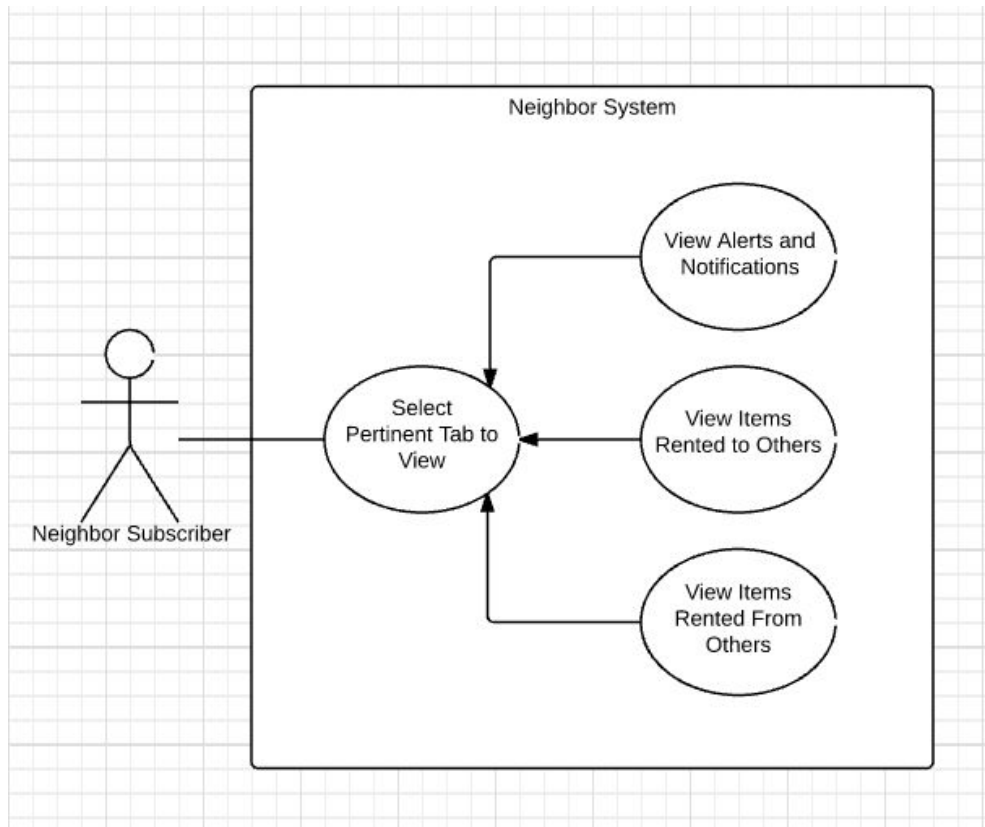 Neighbor System
View Alerts and
Notifications
Select
Pertinent Tab to
View
View Items
Rented to Others
Neighbor Subscriber
View Items
Rented From
Others